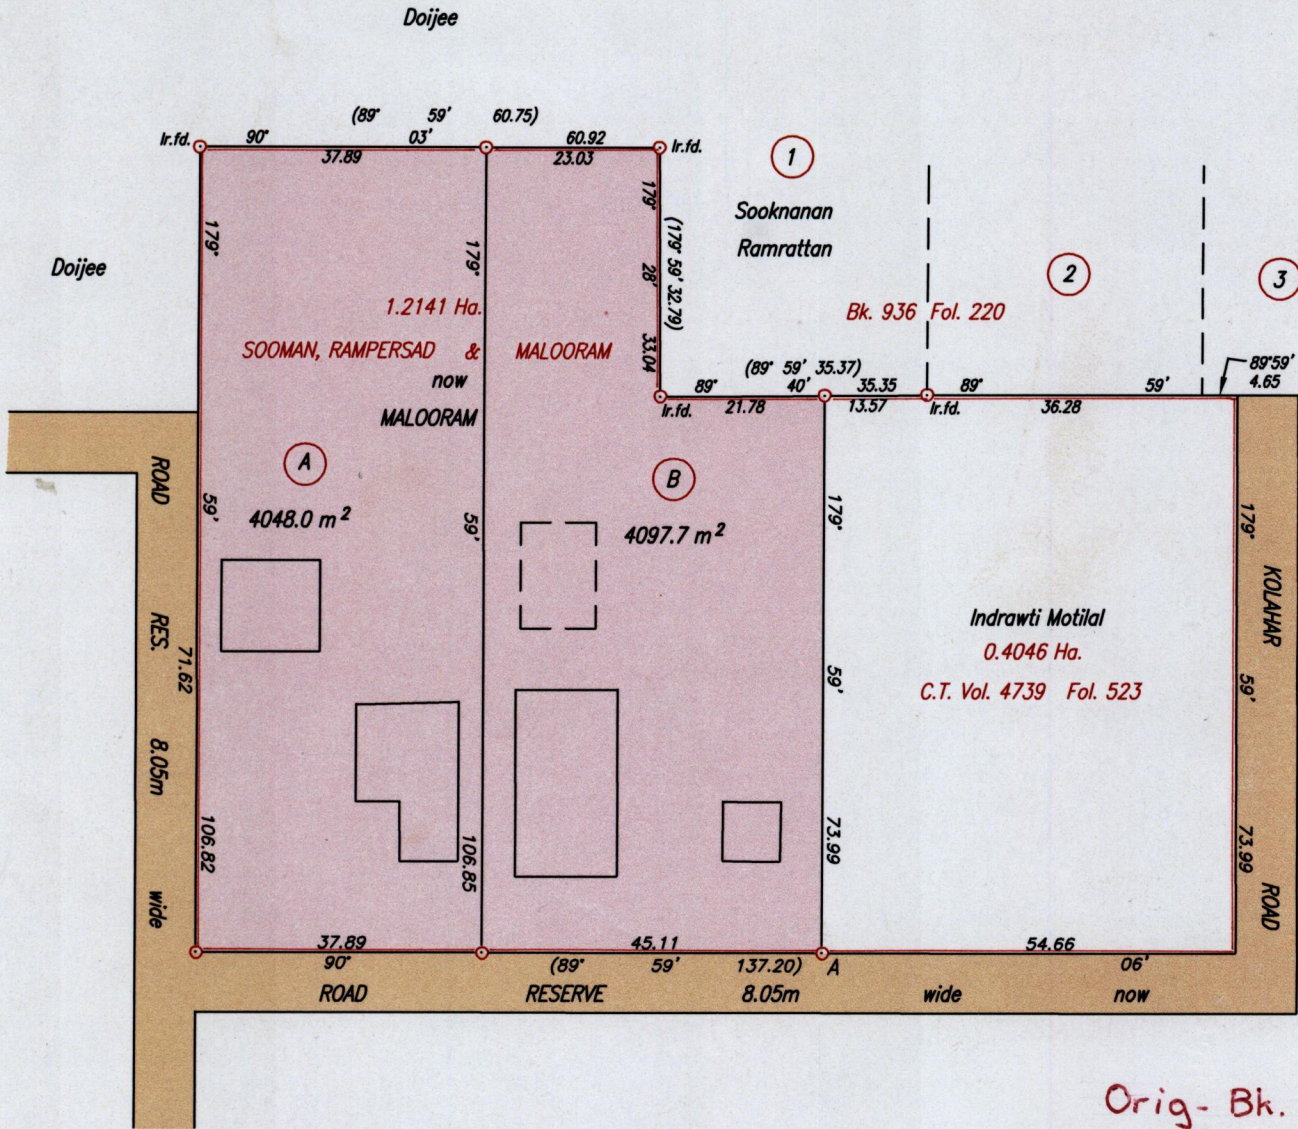 Doijee
(89° 59' 60.75)
Ir.fd. 90° 03' 60.92 Ir.fd.
37.89 23.03
1
Sooknanan
Ramrattan
Doijee
179° 179° 179° 28' 33.04
(179° 59' 32.79)
2
3
1.2141 Ha.
Bk. 936 Fol. 220
SOOMAN, RAMPERSAD & MALOORAM
now
MALOORAM
(89° 59' 35.37)
89° 40' 35.35 89° 59'
89°59'
4.65
Ir.fd. 21.78 13.57 Ir.fd. 36.28
A
4048.0 m²
B
4097.7 m²
59' 59'
179° 59' 73.99
179° 59' 73.99
ROAD RES. 8.05m wide
71.62
106.82
106.85
KOLAHAR ROAD
Indrawti Motilal
0.4046 Ha.
C.T. Vol. 4739 Fol. 523
37.89 45.11 54.66
90° (89° 59' 137.20) A 06'
ROAD RESERVE 8.05m wide now
Orig- Bk.